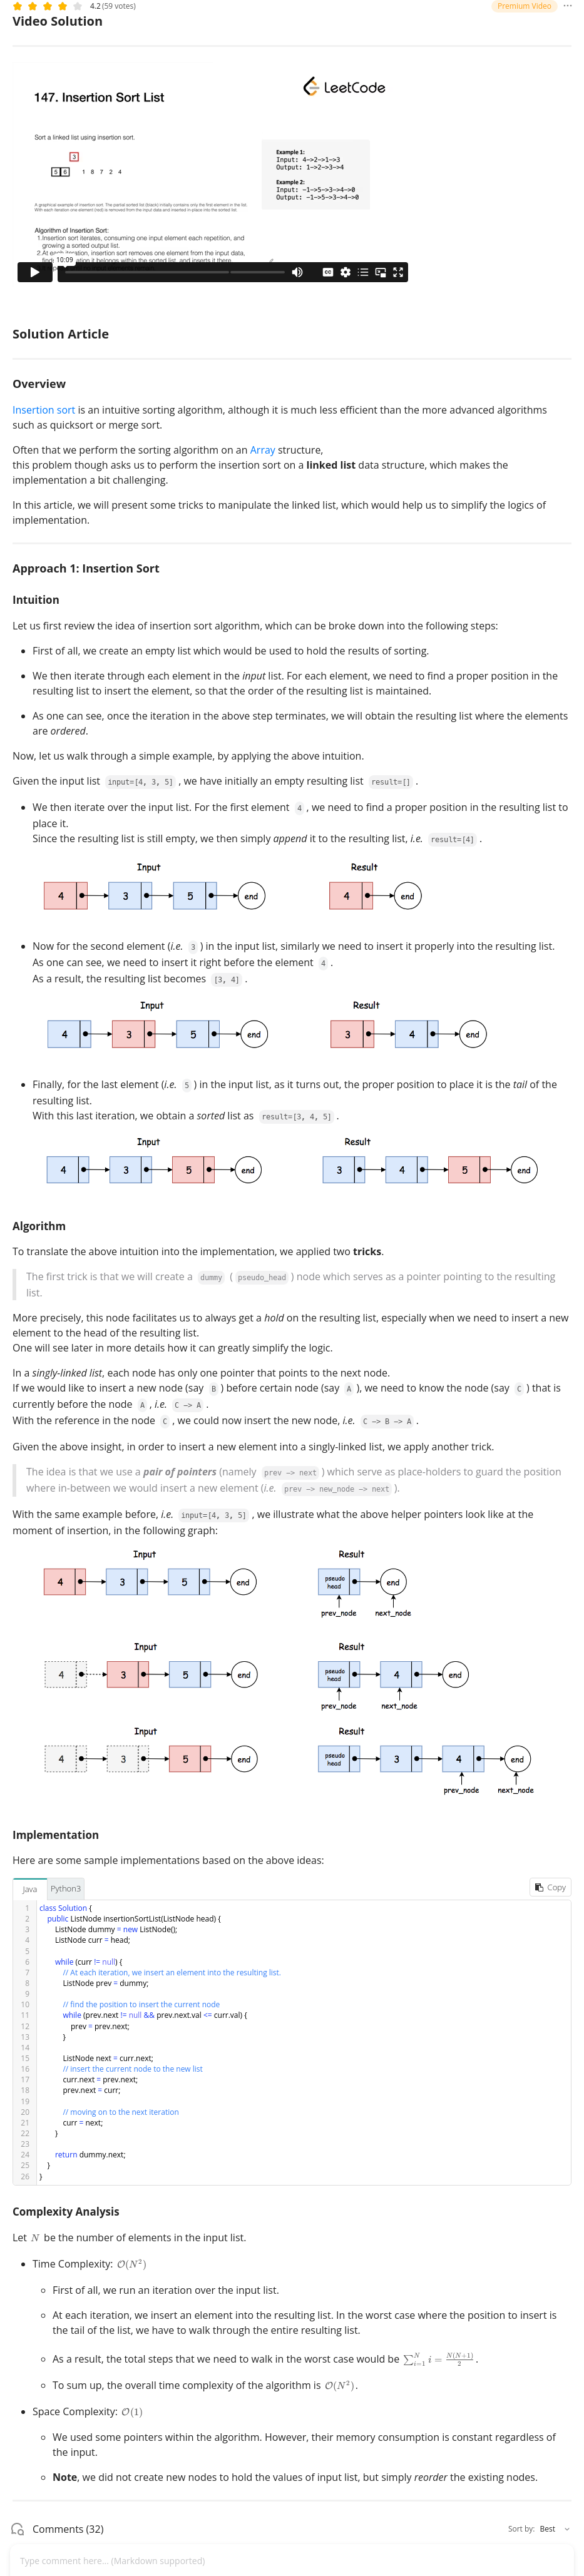 4.2 (59 votes)
Premium Video
Video Solution
LeetCode
147. Insertion Sort List
Sort a linked list using insertion sort.
3
5 6 1 8 7 2 4
Example 1:
Input: 4->2->1->3
Output: 1->2->3->4
Example 2:
Input: -1->5->3->4->0
Output: -1->0->3->4->5
A graphical example of insertion sort. The partial sorted list (black) initially contains only the first element in the list.
With each iteration one element (red) is removed from the input data and inserted in-place into the sorted list.
Algorithm of Insertion Sort:
1.Insertion sort iterates, consuming one input element each repetition, and
growing a sorted output list.
2.At each iteration, insertion sort removes one element from the input data,
10:09
Solution Article
Overview
Insertion sort is an intuitive sorting algorithm, although it is much less efficient than the more advanced algorithms
such as quicksort or merge sort.
Often that we perform the sorting algorithm on an Array structure,
this problem though asks us to perform the insertion sort on a linked list data structure, which makes the
implementation a bit challenging.
In this article, we will present some tricks to manipulate the linked list, which would help us to simplify the logics of
implementation.
Approach 1: Insertion Sort
Intuition
Let us first review the idea of insertion sort algorithm, which can be broke down into the following steps:
• First of all, we create an empty list which would be used to hold the results of sorting.
• We then iterate through each element in the input list. For each element, we need to find a proper position in the
resulting list to insert the element, so that the order of the resulting list is maintained.
• As one can see, once the iteration in the above step terminates, we will obtain the resulting list where the elements
are ordered.
Now, let us walk through a simple example, by applying the above intuition.
Given the input list input=[4, 3, 5] , we have initially an empty resulting list result=[] .
• We then iterate over the input list. For the first element 4 , we need to find a proper position in the resulting list to
place it.
Since the resulting list is still empty, we then simply append it to the resulting list, i.e. result=[4] .
Input Result
4 3 5 end 4 end
• Now for the second element (i.e. 3 ) in the input list, similarly we need to insert it properly into the resulting list.
As one can see, we need to insert it right before the element 4 .
As a result, the resulting list becomes [3, 4] .
Input Result
4 3 5 end 3 4 end
• Finally, for the last element (i.e. 5 ) in the input list, as it turns out, the proper position to place it is the tail of the
resulting list.
With this last iteration, we obtain a sorted list as result=[3, 4, 5] .
Input Result
4 3 5 end 3 4 5 end
Algorithm
To translate the above intuition into the implementation, we applied two tricks.
The first trick is that we will create a dummy ( pseudo_head ) node which serves as a pointer pointing to the resulting
list.
More precisely, this node facilitates us to always get a hold on the resulting list, especially when we need to insert a new
element to the head of the resulting list.
One will see later in more details how it can greatly simplify the logic.
In a singly-linked list, each node has only one pointer that points to the next node.
If we would like to insert a new node (say B ) before certain node (say A ), we need to know the node (say C ) that is
currently before the node A , i.e. C -> A .
With the reference in the node C , we could now insert the new node, i.e. C -> B -> A .
Given the above insight, in order to insert a new element into a singly-linked list, we apply another trick.
The idea is that we use a pair of pointers (namely prev -> next ) which serve as place-holders to guard the position
where in-between we would insert a new element (i.e. prev -> new_node -> next ).
With the same example before, i.e. input=[4, 3, 5] , we illustrate what the above helper pointers look like at the
moment of insertion, in the following graph:
Input Result
4 3 5 end pseudo head end
prev_node next_node
Input Result
4 3 5 end pseudo head 4 end
prev_node next_node
Input Result
4 3 5 end pseudo head 3 4 end
prev_node next_node
Implementation
Here are some sample implementations based on the above ideas:
Java Python3 Copy
1 class Solution {
2 public ListNode insertionSortList(ListNode head) {
3 ListNode dummy = new ListNode();
4 ListNode curr = head;
5
6 while (curr != null) {
7 // At each iteration, we insert an element into the resulting list.
8 ListNode prev = dummy;
9
10 // find the position to insert the current node
11 while (prev.next != null && prev.next.val <= curr.val) {
12 prev = prev.next;
13 }
14
15 ListNode next = curr.next;
16 // insert the current node to the new list
17 curr.next = prev.next;
18 prev.next = curr;
19
20 // moving on to the next iteration
21 curr = next;
22 }
23
24 return dummy.next;
25 }
26 }
Complexity Analysis
Let N be the number of elements in the input list.
• Time Complexity: O(N²)
◦ First of all, we run an iteration over the input list.
◦ At each iteration, we insert an element into the resulting list. In the worst case where the position to insert is
the tail of the list, we have to walk through the entire resulting list.
◦ As a result, the total steps that we need to walk in the worst case would be ∑_{i=1}^{N} i = N(N+1)/2 .
◦ To sum up, the overall time complexity of the algorithm is O(N²).
• Space Complexity: O(1)
◦ We used some pointers within the algorithm. However, their memory consumption is constant regardless of
the input.
◦ Note, we did not create new nodes to hold the values of input list, but simply reorder the existing nodes.
Comments (32)
Sort by: Best
Type comment here... (Markdown supported)